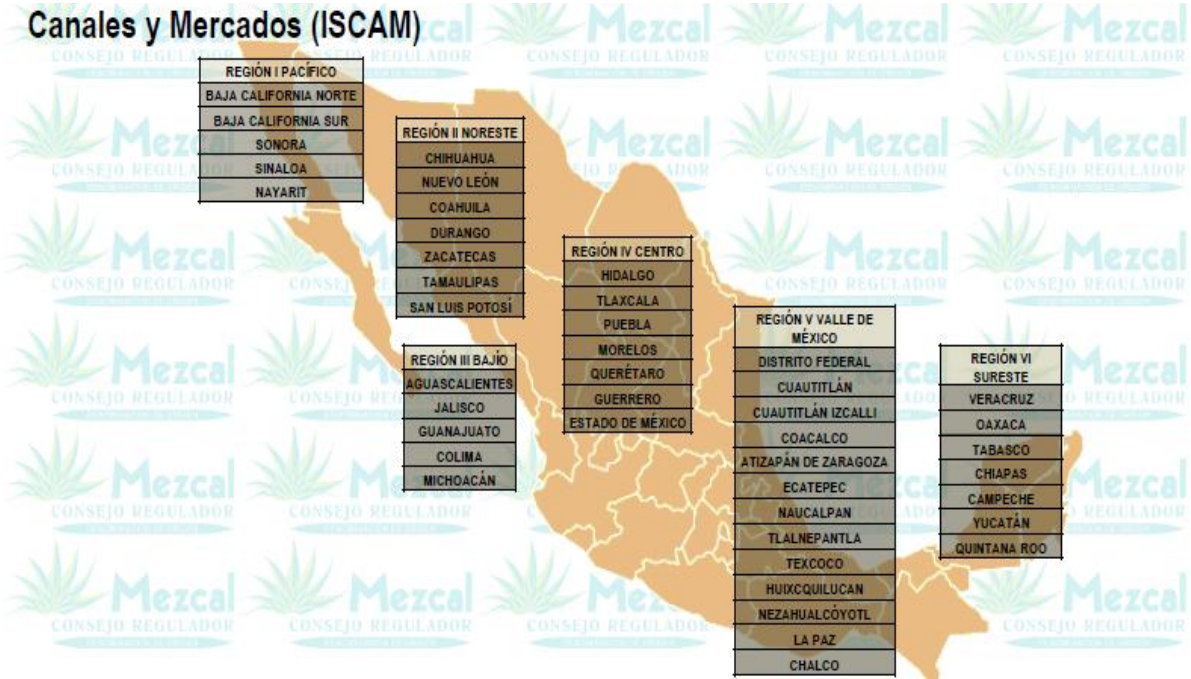 Canales y Mercados (ISCAM)
REGIÓN I PACÍFICO
BAJA CALIFORNIA NORTE
BAJA CALIFORNIA SUR
SONORA
SINALOA
NAYARIT
REGIÓN II NORESTE
CHIHUAHUA
NUEVO LEÓN
COAHUILA
DURANGO
ZACATECAS
TAMAULIPAS
SAN LUIS POTOSÍ
REGIÓN III BAJÍO
AGUASCALIENTES
JALISCO
GUANAJUATO
COLIMA
MICHOACÁN
REGIÓN IV CENTRO
HIDALGO
TLAXCALA
PUEBLA
MORELOS
QUERÉTARO
GUERRERO
ESTADO DE MÉXICO
REGIÓN V VALLE DE
MÉXICO
DISTRITO FEDERAL
CUAUTITLÁN
CUAUTITLÁN IZCALLI
COACALCO
ATIZAPÁN DE ZARAGOZA
ECATEPEC
NAUCALPAN
TLALNEPANTLA
TEXCOCO
HUIXCQUILUCAN
NEZAHUALCÓYOTL
LA PAZ
CHALCO
REGIÓN VI
SURESTE
VERACRUZ
OAXACA
TABASCO
CHIAPAS
CAMPECHE
YUCATÁN
QUINTANA ROO
Mezcal
CONSEJO REGULADOR